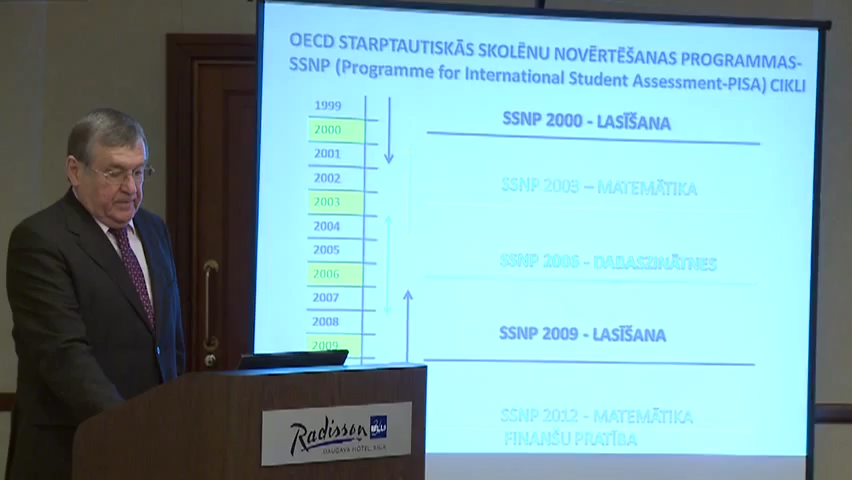 OECD STARPTAUTISKĀS SKOLĒNU NOVĒRTĒŠANAS PROGRAMMAS-
SSNP (Programme for International Student Assessment-PISA) CIKLI
1999
2000
2001
2002
2003
2004
2005
2006
2007
2008
2009
SSNP 2000 - LASĪŠANA
SSNP 2003 – MATEMĀTIKA
SSNP 2006 - DABASZINĀTNES
SSNP 2009 - LASĪŠANA
SSNP 2012 - MATEMĀTIKA
FINANŠU PRATĪBA
Radisson BLU
DAUGAVA HOTEL, RIGA